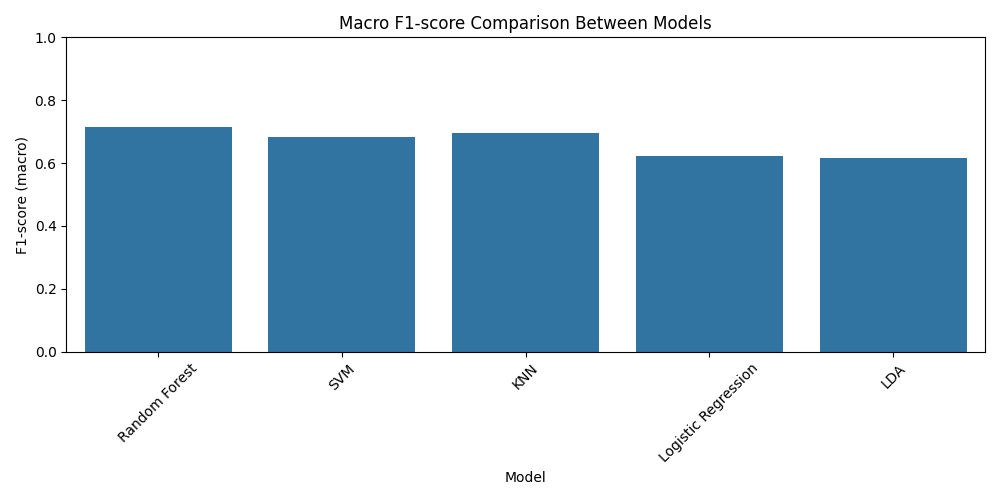 Macro F1-score Comparison Between Models
F1-score (macro)
1.0
0.8
0.6
0.4
0.2
0.0
Random Forest
SVM
KNN
Logistic Regression
LDA
Model